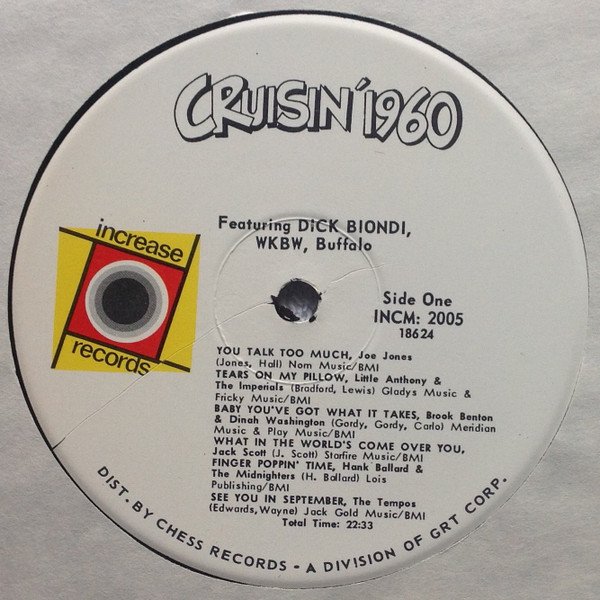 CRUISIN' 1960
Featuring DICK BIONDI,
WKBW, Buffalo
increase
records
Side One
INCM: 2005
18624
YOU TALK TOO MUCH, Joe Jones
(Jones, Hall) Nom Music/BMI
TEARS ON MY PILLOW, Little Anthony &
The Imperials (Bradford, Lewis) Gladys Music &
Fricky Music/BMI
BABY YOU'VE GOT WHAT IT TAKES, Brook Benton
& Dinah Washington (Gordy, Gordy, Carlo) Meridian
Music & Play Music/BMI
WHAT IN THE WORLD'S COME OVER YOU,
Jack Scott (J. Scott) Starfire Music/BMI
FINGER POPPIN' TIME, Hank Ballard &
The Midnighters (H. Ballard) Lois
Publishing/BMI
SEE YOU IN SEPTEMBER, The Tempos
(Edwards,Wayne) Jack Gold Music/BMI
Total Time: 22:33
DIST. BY CHESS RECORDS - A DIVISION OF GRT CORP.